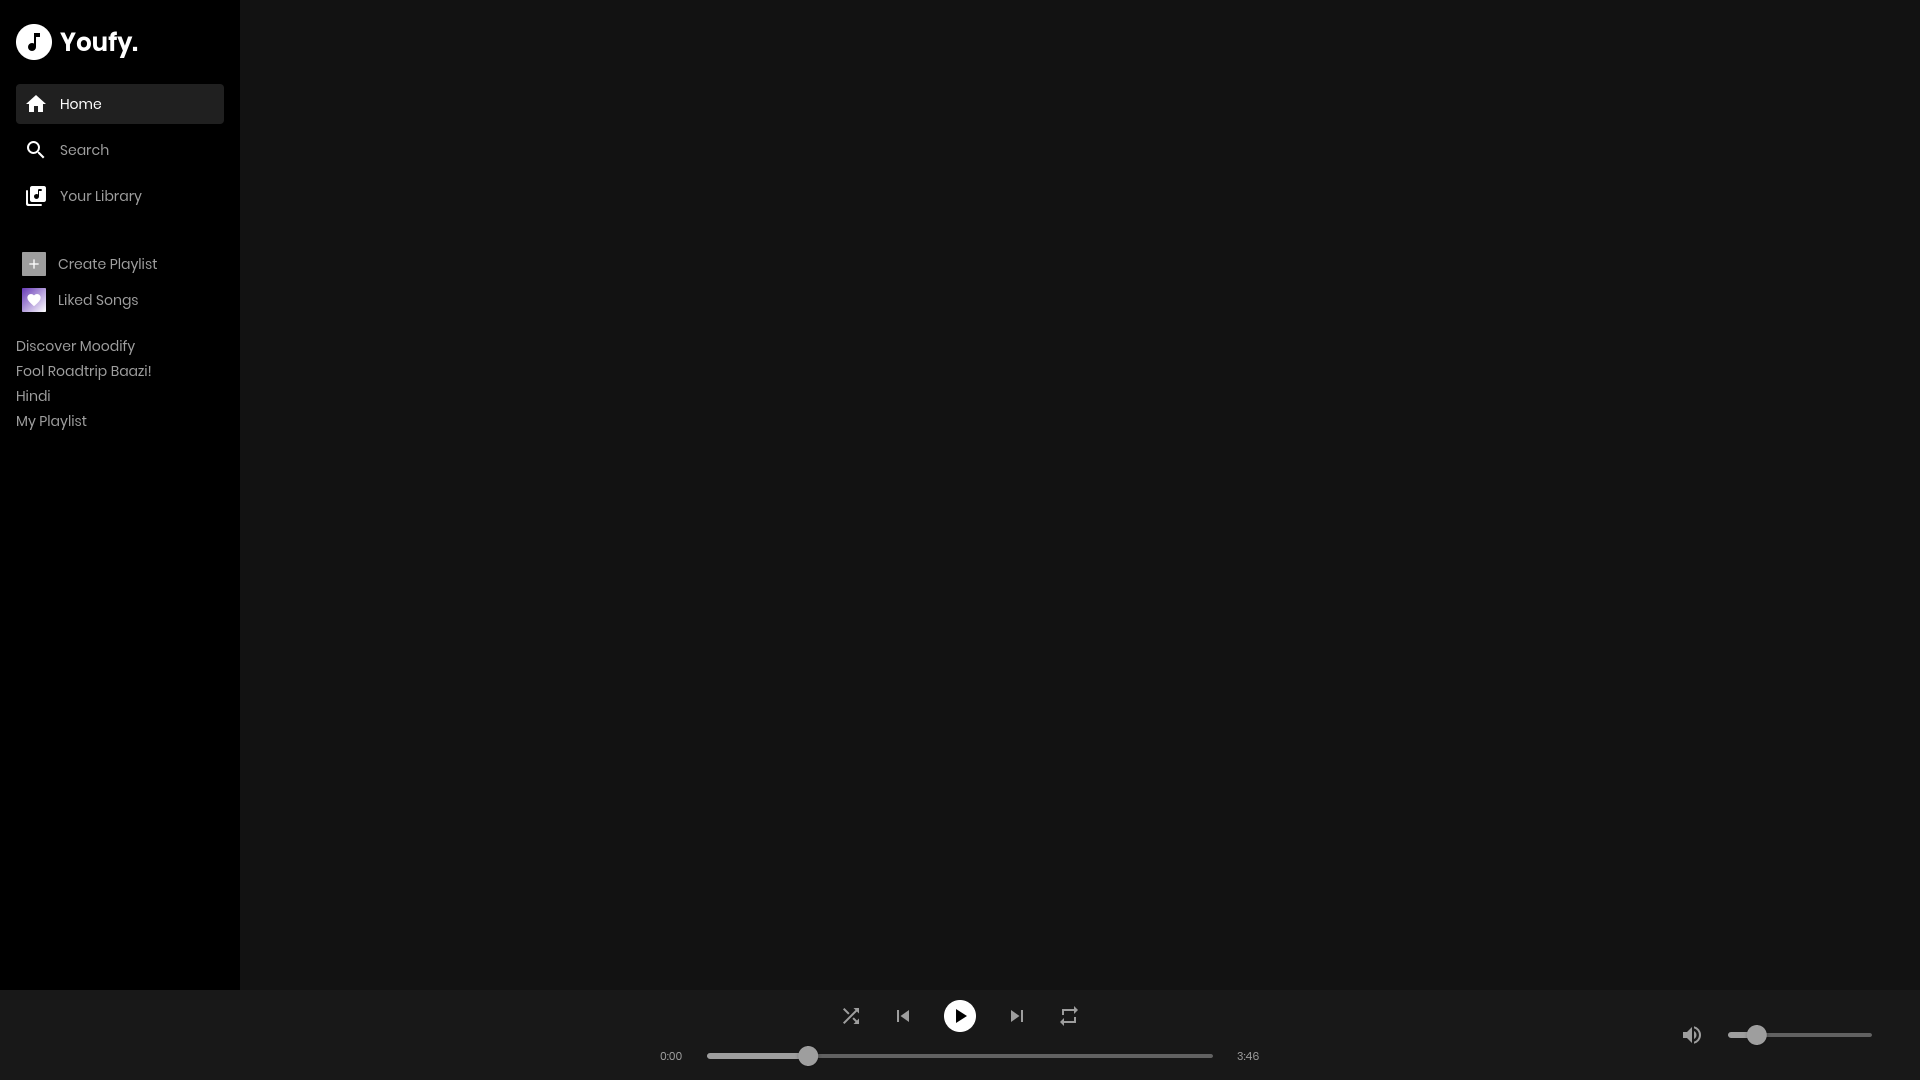 Youfy.
Home
Search
Your Library
Create Playlist
Liked Songs
Discover Moodify
Fool Roadtrip Baazi!
Hindi
My Playlist
0:00
3:46